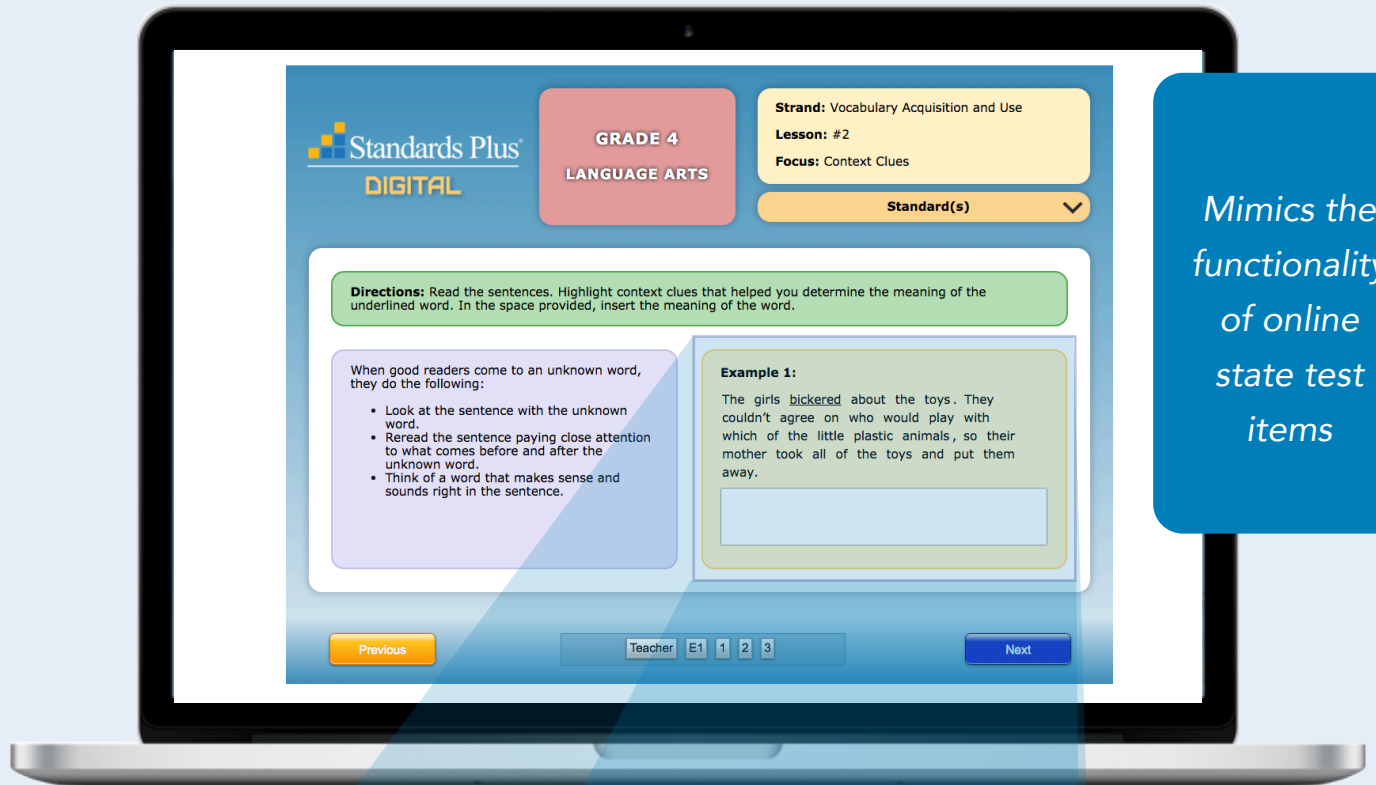 Standards Plus®
DIGITAL
GRADE 4
LANGUAGE ARTS
Strand: Vocabulary Acquisition and Use
Lesson: #2
Focus: Context Clues
Standard(s)
Directions: Read the sentences. Highlight context clues that helped you determine the meaning of the
underlined word. In the space provided, insert the meaning of the word.
When good readers come to an unknown word,
they do the following:
• Look at the sentence with the unknown
word.
• Reread the sentence paying close attention
to what comes before and after the
unknown word.
• Think of a word that makes sense and
sounds right in the sentence.
Example 1:
The girls bickered about the toys. They
couldn't agree on who would play with
which of the little plastic animals, so their
mother took all of the toys and put them
away.
Previous
Teacher E1 1 2 3
Next
Mimics the
functionality
of online
state test
items